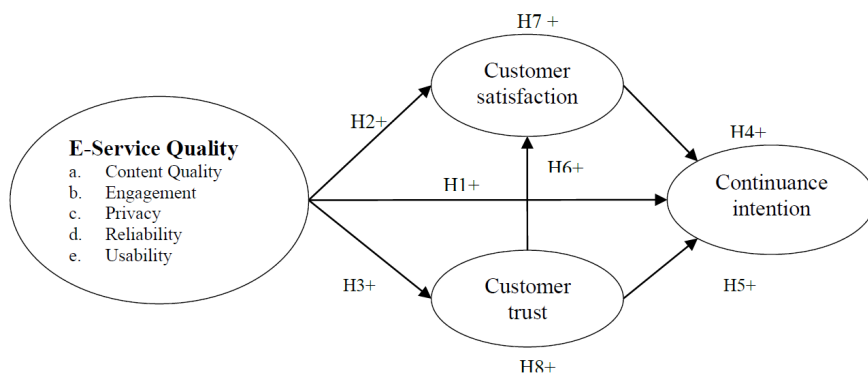 H7 +
Customer
satisfaction
H2+
H4+
E-Service Quality
a. Content Quality
b. Engagement
c. Privacy
d. Reliability
e. Usability
H6+
H1+
Continuance
intention
H3+
Customer
trust
H5+
H8+